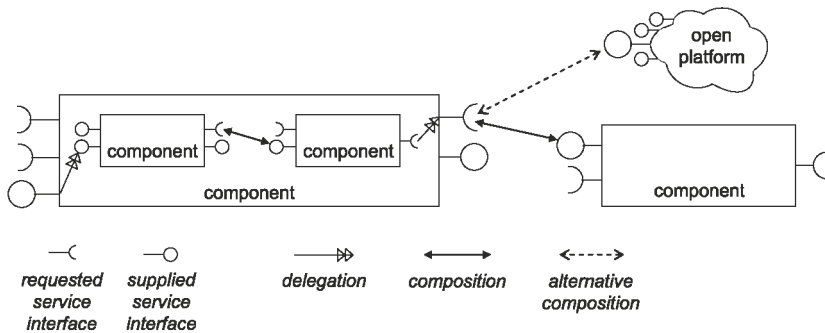 open
platform
component
component
component
component
requested
service
interface
supplied
service
interface
delegation
composition
alternative
composition